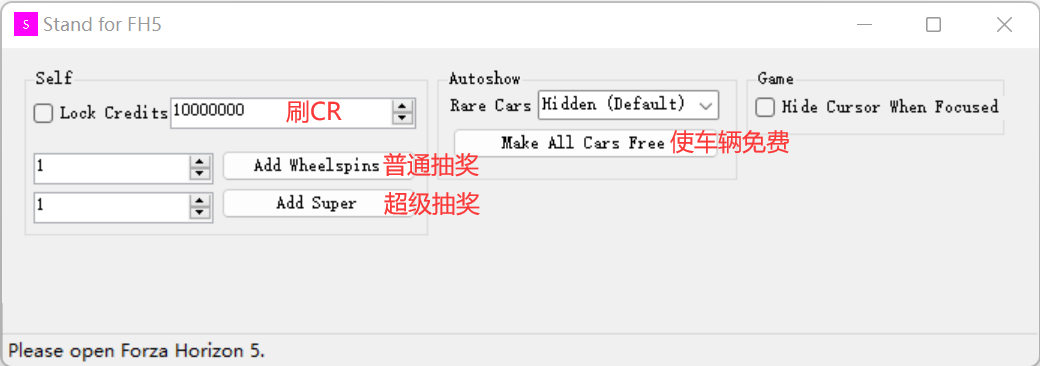 S Stand for FH5
Self
Lock Credits 10000000 刷CR
1 Add Wheelspins 普通抽奖
1 Add Super 超级抽奖
Autoshow
Rare Cars Hidden (Default)
Make All Cars Free 使车辆免费
Game
Hide Cursor When Focused
Please open Forza Horizon 5.